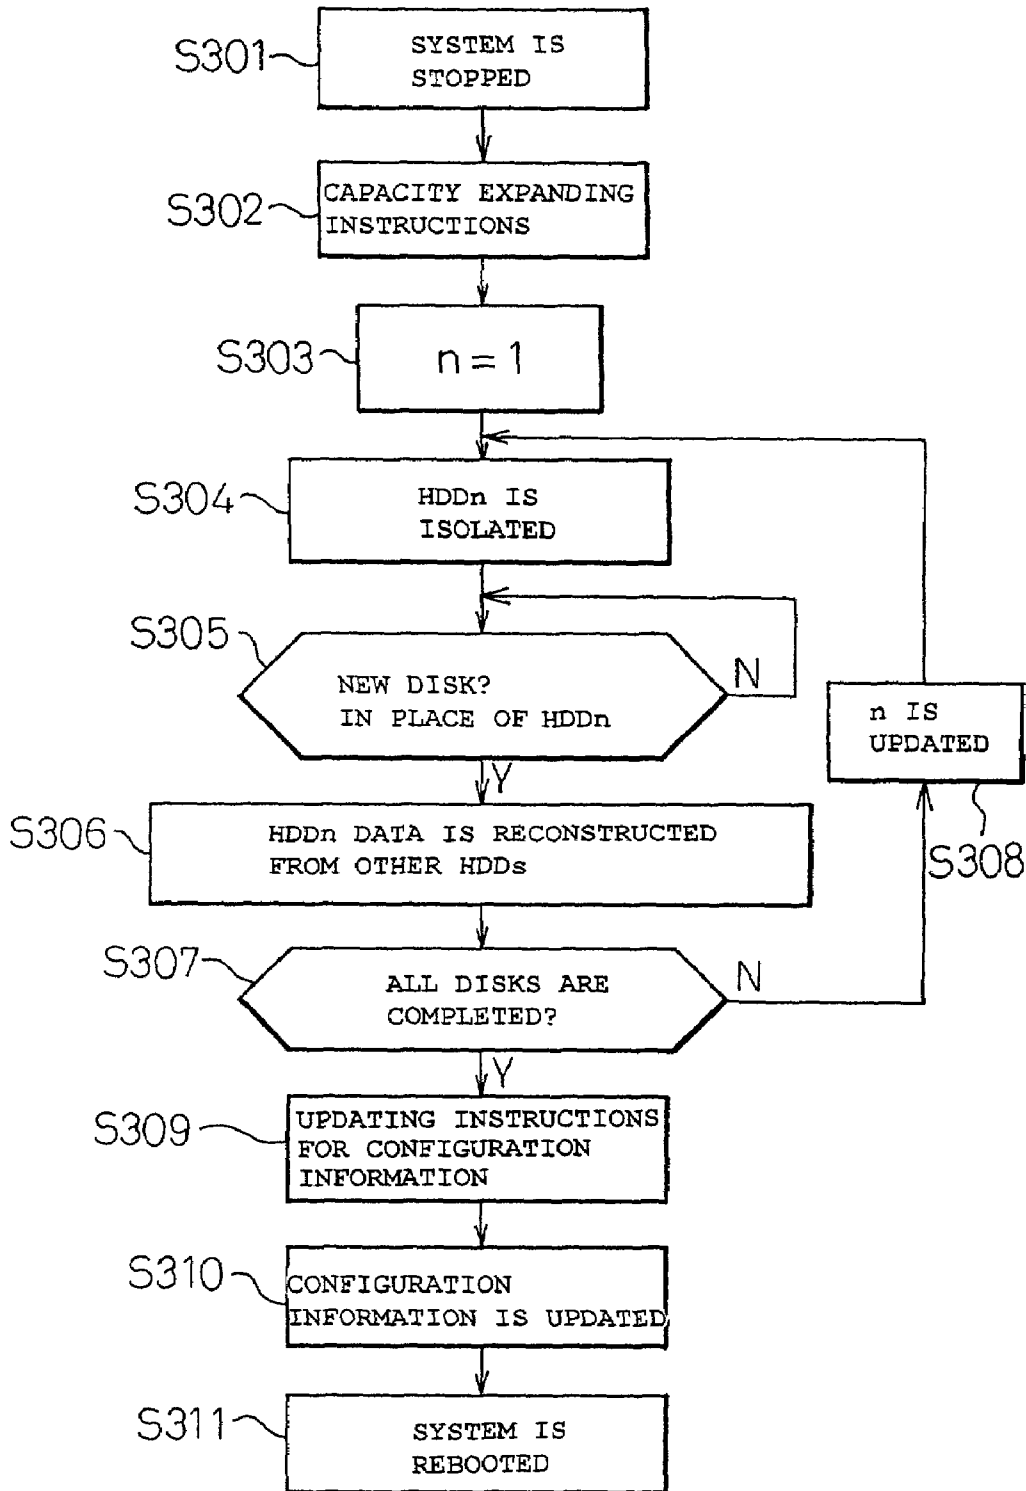 S301
SYSTEM IS
STOPPED
S302
CAPACITY EXPANDING
INSTRUCTIONS
S303
n = 1
S304
HDDn IS
ISOLATED
S305
NEW DISK?
IN PLACE OF HDDn
N
Y
n IS
UPDATED
S308
S306
HDDn DATA IS RECONSTRUCTED
FROM OTHER HDDs
S307
ALL DISKS ARE
COMPLETED?
N
Y
S309
UPDATING INSTRUCTIONS
FOR CONFIGURATION
INFORMATION
S310
CONFIGURATION
INFORMATION IS UPDATED
S311
SYSTEM IS
REBOOTED